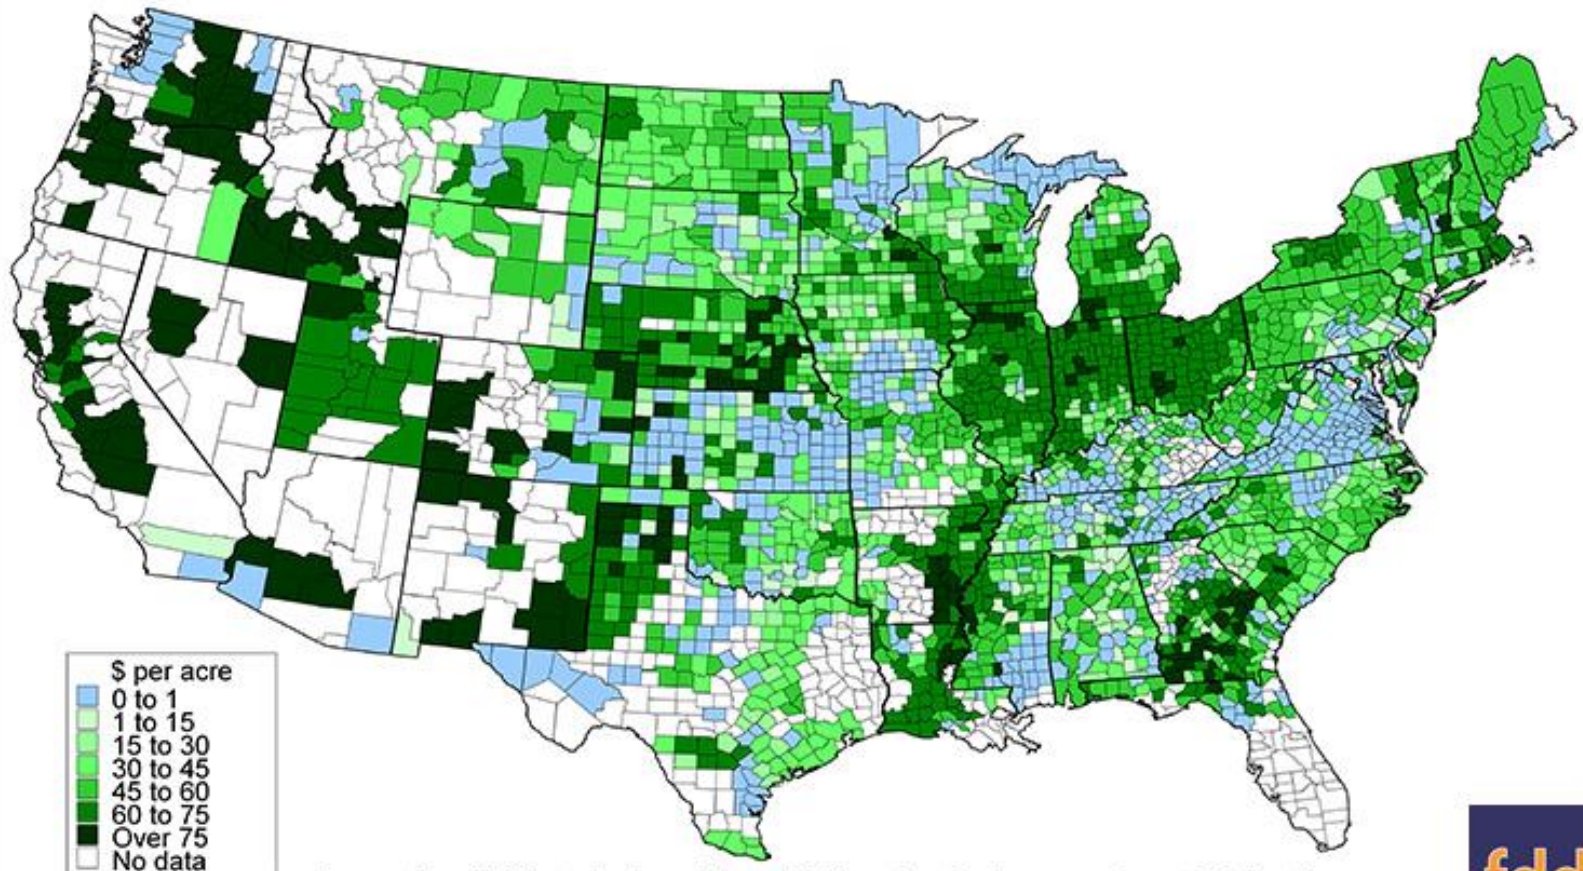 $ per acre
0 to 1
1 to 15
15 to 30
30 to 45
45 to 60
60 to 75
Over 75
No data
fdd